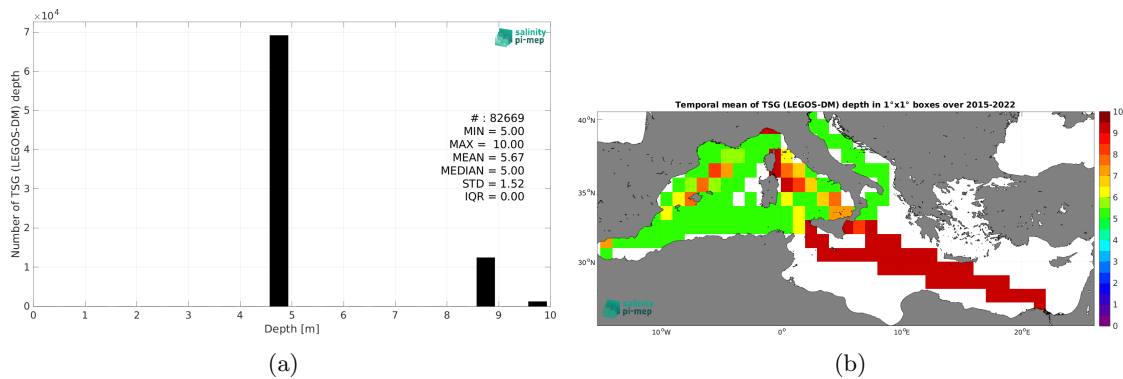 ×10⁴
7
6
5
4
3
2
1
0
Number of TSG (LEGOS-DM) depth
salinity
pi-mep
# : 82669
MIN = 5.00
MAX = 10.00
MEAN = 5.67
MEDIAN = 5.00
STD = 1.52
IQR = 0.00
0 1 2 3 4 5 6 7 8 9 10
Depth [m]
(a)
Temporal mean of TSG (LEGOS-DM) depth in 1°x1° boxes over 2015-2022
40°N
35°N
30°N
10°W 0° 10°E 20°E
10
9
8
7
6
5
4
3
2
1
0
salinity
pi-mep
(b)